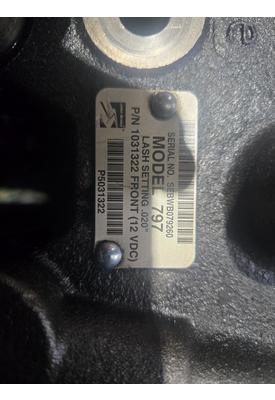 SERIAL NO. SEBWB079260
MODEL 797
LASH SETTING .020"
P/N 1031322 FRONT (12 VDC)
P5031322